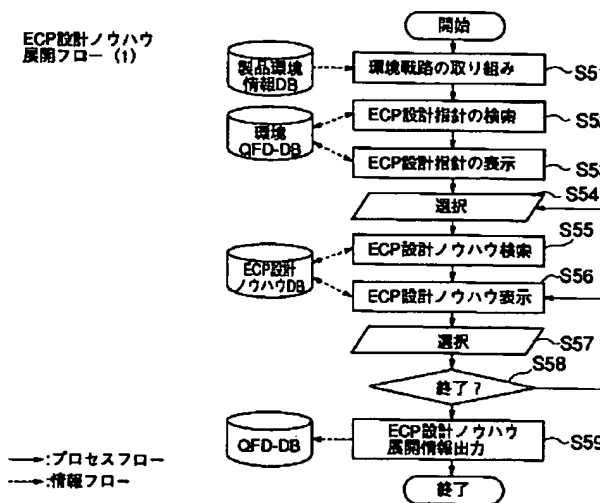 ECP設計ノウハウ
展開フロー (1)
開始
製品環境
情報DB
環境戦略の取り組み
S51
環境
QFD-DB
ECP設計指針の検索
S52
ECP設計指針の表示
S53
S54
選択
ECP設計
ノウハウDB
ECP設計ノウハウ検索
S55
ECP設計ノウハウ表示
S56
選択
S57
終了?
S58
QFD-DB
ECP設計ノウハウ
展開情報出力
S59
終了
:プロセスフロー
:情報フロー